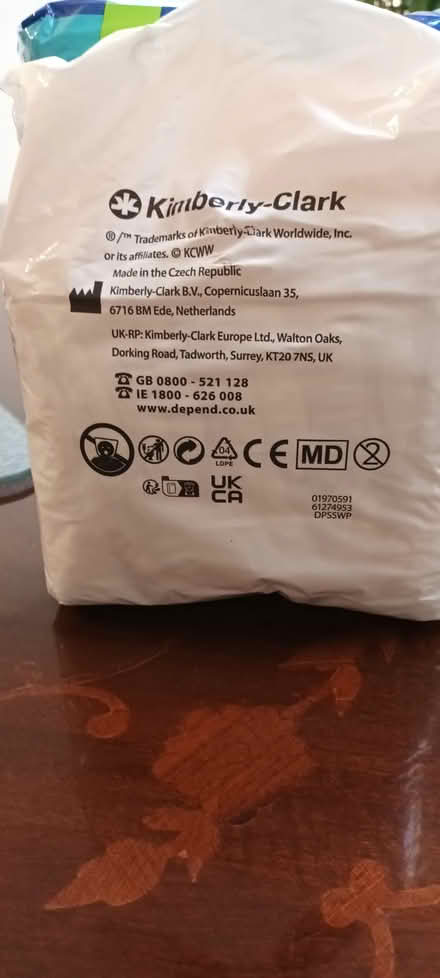 Kimberly-Clark
®/™ Trademarks of Kimberly-Clark Worldwide, Inc.
or its affiliates. © KCWW
Made in the Czech Republic
Kimberly-Clark B.V., Copernicuslaan 35,
6716 BM Ede, Netherlands
UK-RP: Kimberly-Clark Europe Ltd., Walton Oaks,
Dorking Road, Tadworth, Surrey, KT20 7NS, UK
GB 0800 - 521 128
IE 1800 - 626 008
www.depend.co.uk
04
LDPE
CE
MD
2
UK
CA
01970591
61274953
DPSSWP